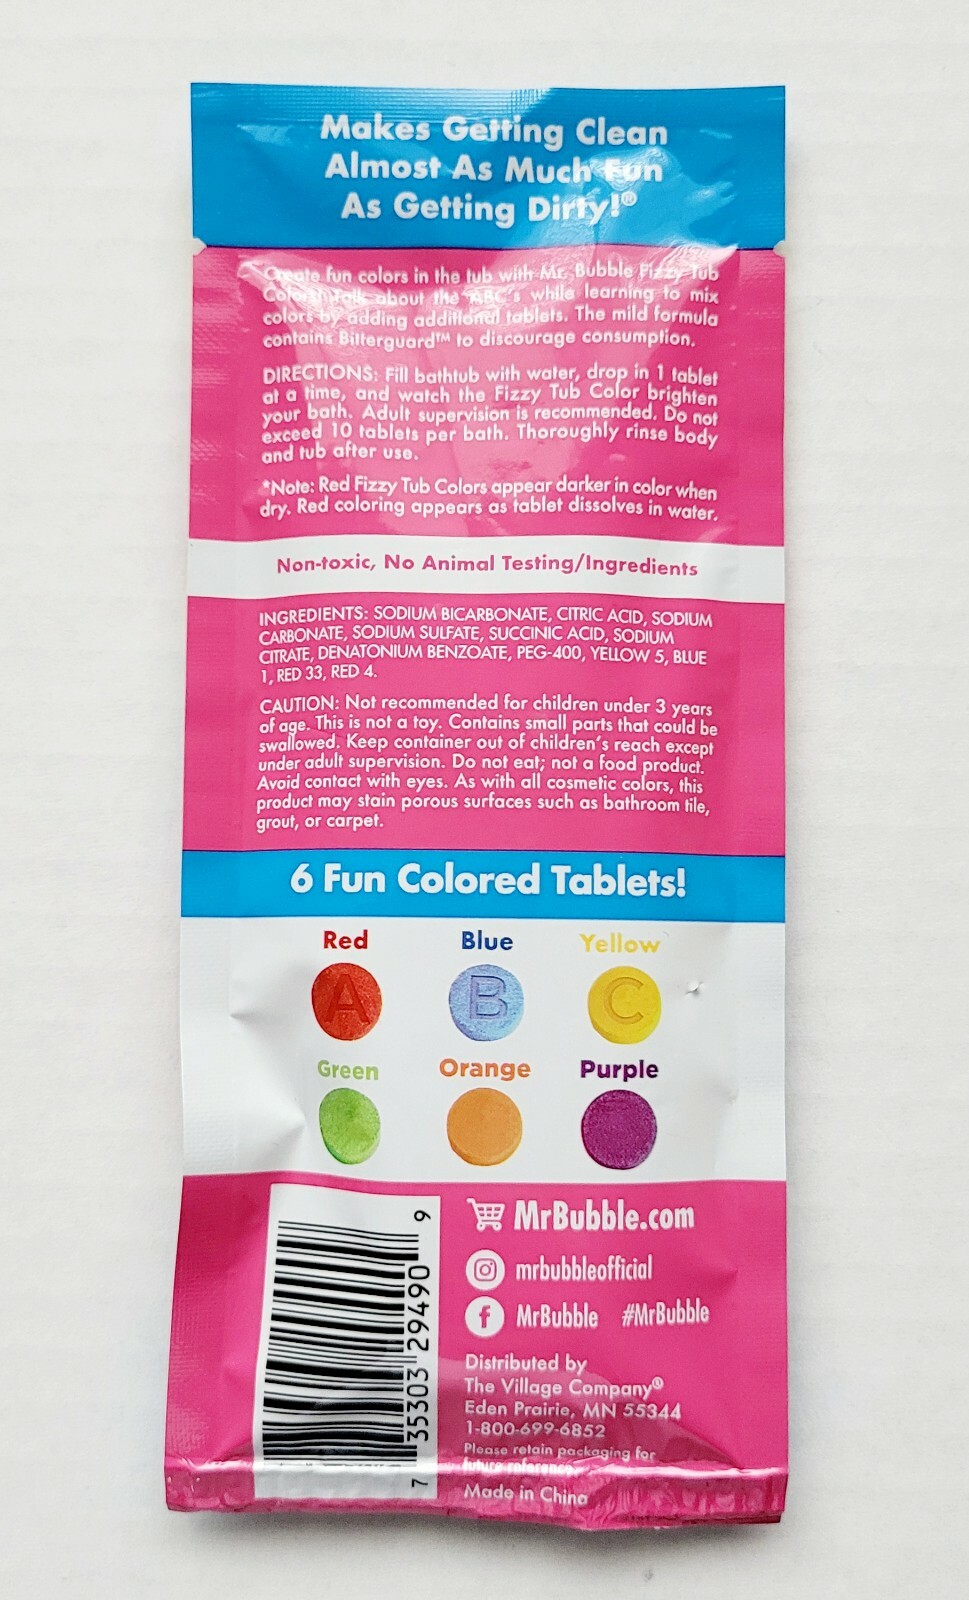 Makes Getting Clean
Almost As Much Fun
As Getting Dirty!®
Create fun colors in the tub with Mr. Bubble Fizzy Tub
Colors! Talk about the ABC's while learning to mix
colors by adding additional tablets. The mild formula
contains Bitterguard™ to discourage consumption.
DIRECTIONS: Fill bathtub with water, drop in 1 tablet
at a time, and watch the Fizzy Tub Color brighten
your bath. Adult supervision is recommended. Do not
exceed 10 tablets per bath. Thoroughly rinse body
and tub after use.
*Note: Red Fizzy Tub Colors appear darker in color when
dry. Red coloring appears as tablet dissolves in water.
Non-toxic, No Animal Testing/Ingredients
INGREDIENTS: SODIUM BICARBONATE, CITRIC ACID, SODIUM
CARBONATE, SODIUM SULFATE, SUCCINIC ACID, SODIUM
CITRATE, DENATONIUM BENZOATE, PEG-400, YELLOW 5, BLUE
1, RED 33, RED 4.
CAUTION: Not recommended for children under 3 years
of age. This is not a toy. Contains small parts that could be
swallowed. Keep container out of children's reach except
under adult supervision. Do not eat; not a food product.
Avoid contact with eyes. As with all cosmetic colors, this
product may stain porous surfaces such as bathroom tile,
grout, or carpet.
6 Fun Colored Tablets!
Red Blue Yellow
A B C
Green Orange Purple
7 35303 29490 9
MrBubble.com
mrbubbleofficial
MrBubble #MrBubble
Distributed by
The Village Company®
Eden Prairie, MN 55344
1-800-699-6852
Please retain packaging for
future reference.
Made in China